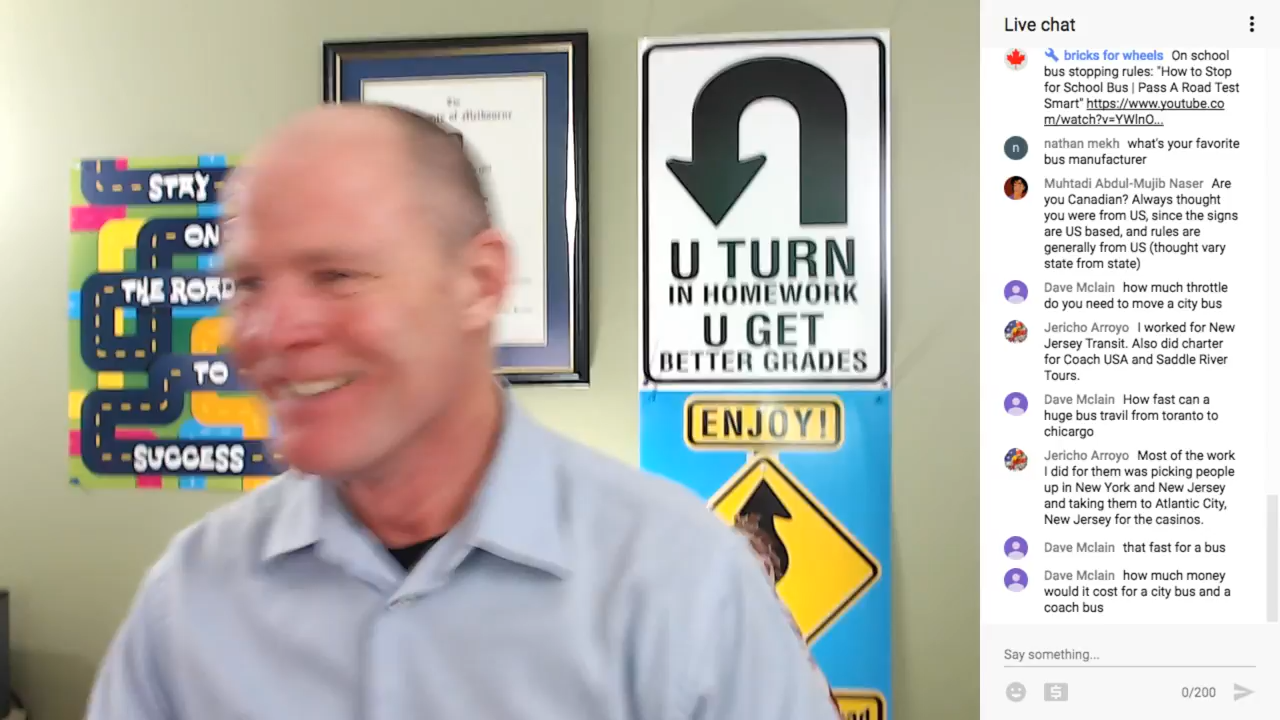 STAY
ON
THE ROAD
TO
SUCCESS
U TURN
IN HOMEWORK
U GET
BETTER GRADES
ENJOY!
Live chat
bricks for wheels On school
bus stopping rules: "How to Stop
for School Bus | Pass A Road Test
Smart" https://www.youtube.co
m/watch?v=YWlnO...
nathan mekh what's your favorite
bus manufacturer
Muhtadi Abdul-Mujib Naser Are
you Canadian? Always thought
you were from US, since the signs
are US based, and rules are
generally from US (thought vary
state from state)
Dave Mclain how much throttle
do you need to move a city bus
Jericho Arroyo I worked for New
Jersey Transit. Also did charter
for Coach USA and Saddle River
Tours.
Dave Mclain How fast can a
huge bus travil from toranto to
chicargo
Jericho Arroyo Most of the work
I did for them was picking people
up in New York and New Jersey
and taking them to Atlantic City,
New Jersey for the casinos.
Dave Mclain that fast for a bus
Dave Mclain how much money
would it cost for a city bus and a
coach bus
Say something...
0/200